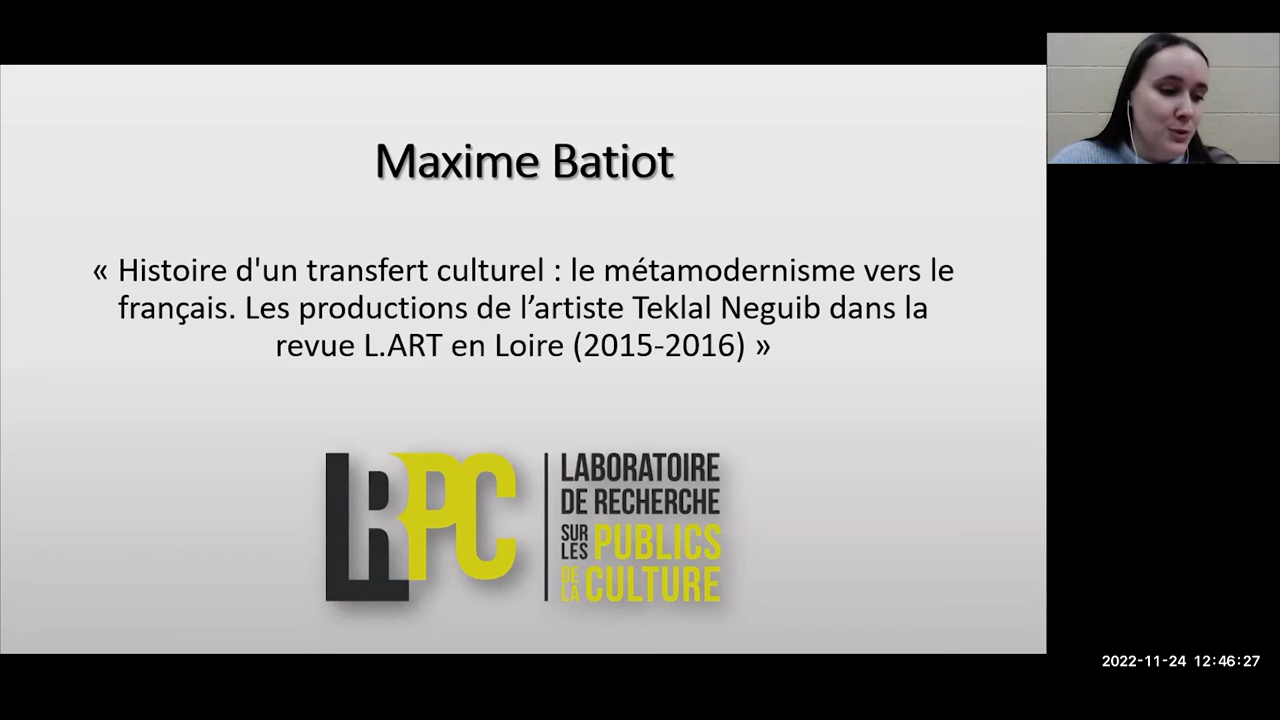 Maxime Batiot
« Histoire d'un transfert culturel : le métamodernisme vers le
français. Les productions de l’artiste Teklal Neguib dans la
revue L.ART en Loire (2015-2016) »
LRPC
LABORATOIRE
DE RECHERCHE
SUR LES PUBLICS
DE LA CULTURE
2022-11-24 12:46:27